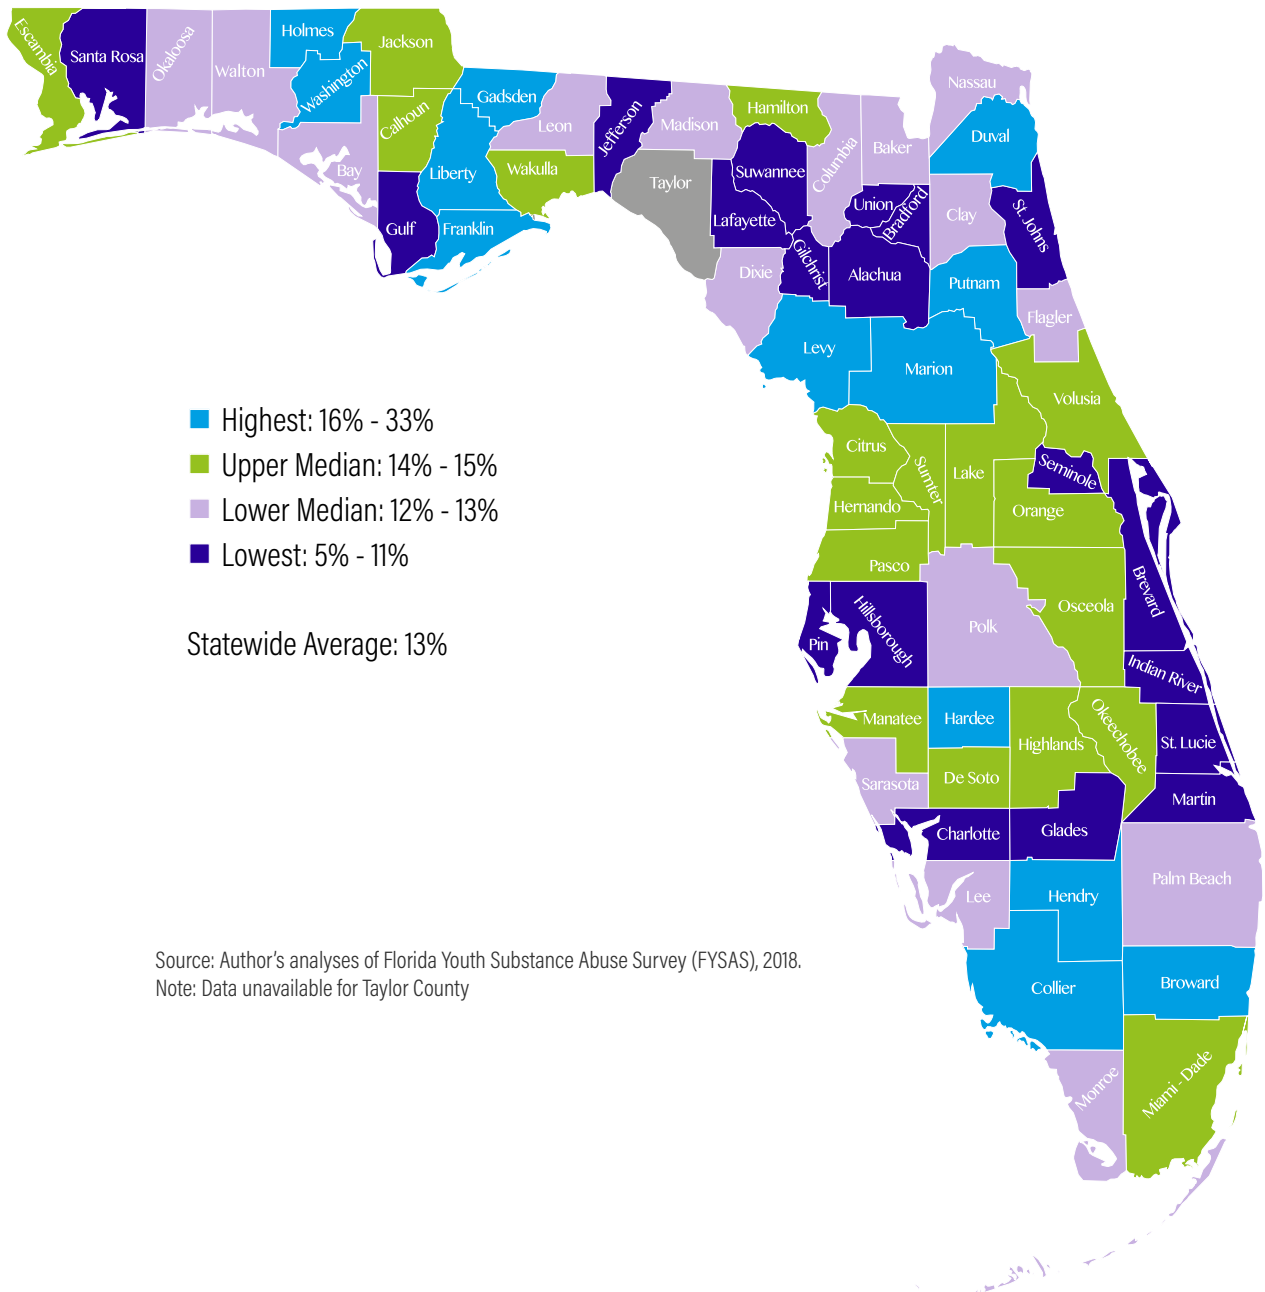 Escambia
Santa Rosa
Okaloosa
Walton
Holmes
Washington
Jackson
Calhoun
Bay
Gulf
Gadsden
Liberty
Franklin
Leon
Wakulla
Jefferson
Madison
Taylor
Hamilton
Suwannee
Lafayette
Dixie
Columbia
Gilchrist
Baker
Union
Bradford
Alachua
Nassau
Duval
Clay
St. Johns
Putnam
Flagler
Levy
Marion
Volusia
Citrus
Sumter
Lake
Seminole
Hernando
Orange
Pasco
Brevard
Osceola
Pin
Hillsborough
Polk
Indian River
Manatee
Hardee
Highlands
Okeechobee
St. Lucie
Sarasota
De Soto
Martin
Charlotte
Glades
Lee
Hendry
Palm Beach
Collier
Broward
Monroe
Miami - Dade
Highest: 16% - 33%
Upper Median: 14% - 15%
Lower Median: 12% - 13%
Lowest: 5% - 11%
Statewide Average: 13%
Source: Author's analyses of Florida Youth Substance Abuse Survey (FYSAS), 2018.
Note: Data unavailable for Taylor County